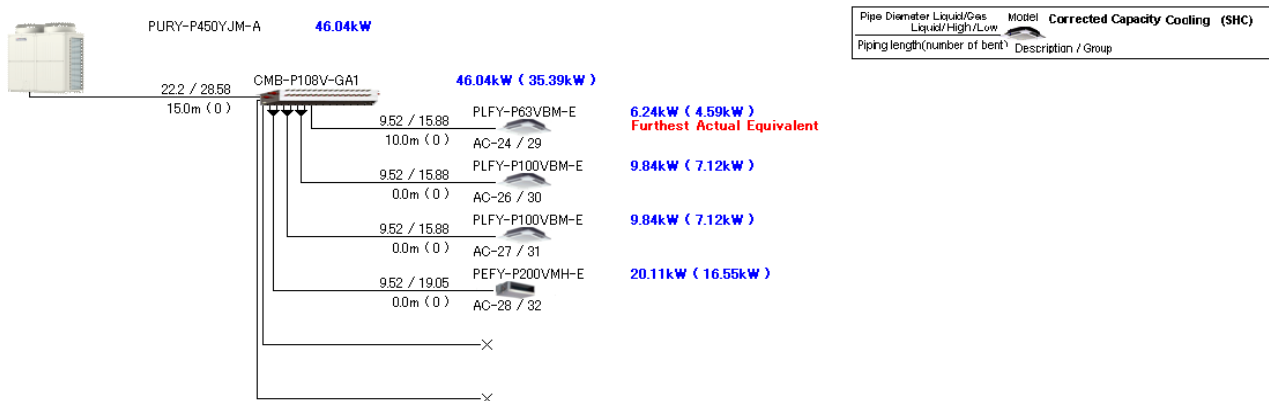 PURY-P450YJM-A 46.04kW
Pipe Diameter Liquid/Gas
Liquid/High/Low
Piping length(number of bent)
Model Corrected Capacity Cooling (SHC)
Description / Group
22.2 / 28.58
15.0m ( 0 )
CMB-P108V-GA1 46.04kW ( 35.39kW )
9.52 / 15.88
10.0m ( 0 )
PLFY-P63VBM-E 6.24kW ( 4.59kW )
Furthest Actual Equivalent
AC-24 / 29
9.52 / 15.88
0.0m ( 0 )
PLFY-P100VBM-E 9.84kW ( 7.12kW )
AC-26 / 30
9.52 / 15.88
0.0m ( 0 )
PLFY-P100VBM-E 9.84kW ( 7.12kW )
AC-27 / 31
9.52 / 19.05
0.0m ( 0 )
PEFY-P200VMH-E 20.11kW ( 16.55kW )
AC-28 / 32